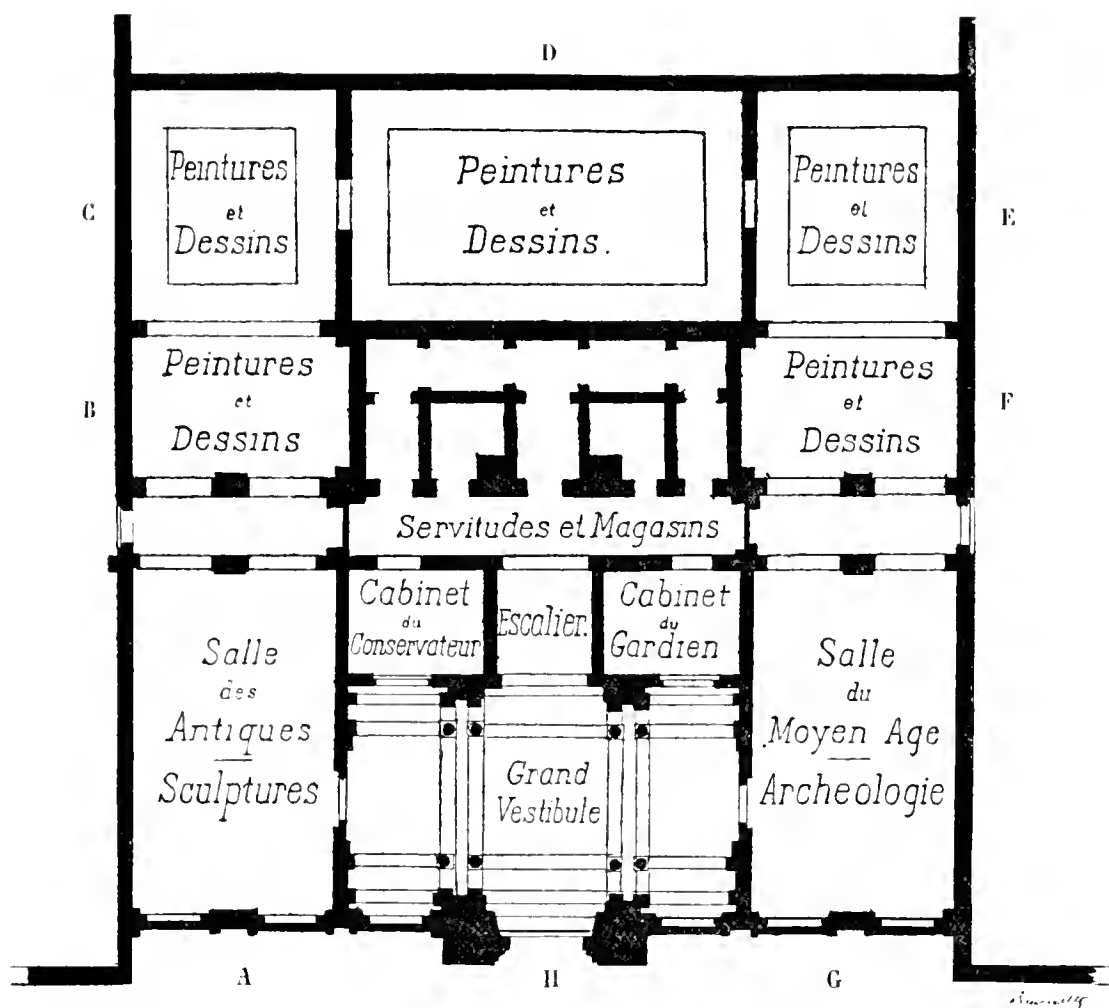 D
C
Peintures
et
Dessins
Peintures
et
Dessins.
Peintures
et
Dessins
E
B
Peintures
et
Dessins
Peintures
et
Dessins
F
Servitudes et Magasins
Cabinet
du
Conservateur
Escalier.
Cabinet
du
Gardien
Salle
des
Antiques
Sculptures
Grand
Vestibule
Salle
du
Moyen Age
Archeologie
A
H
G